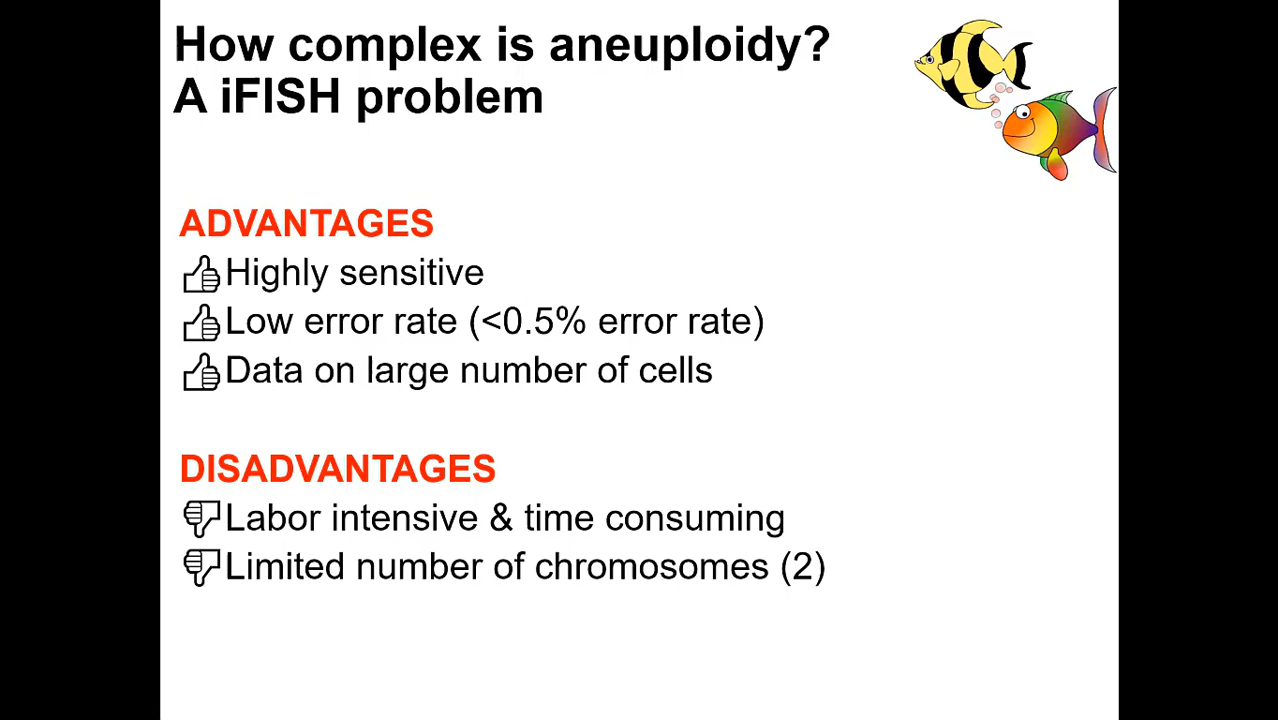 How complex is aneuploidy?
A iFISH problem
ADVANTAGES
Highly sensitive
Low error rate (<0.5% error rate)
Data on large number of cells
DISADVANTAGES
Labor intensive & time consuming
Limited number of chromosomes (2)